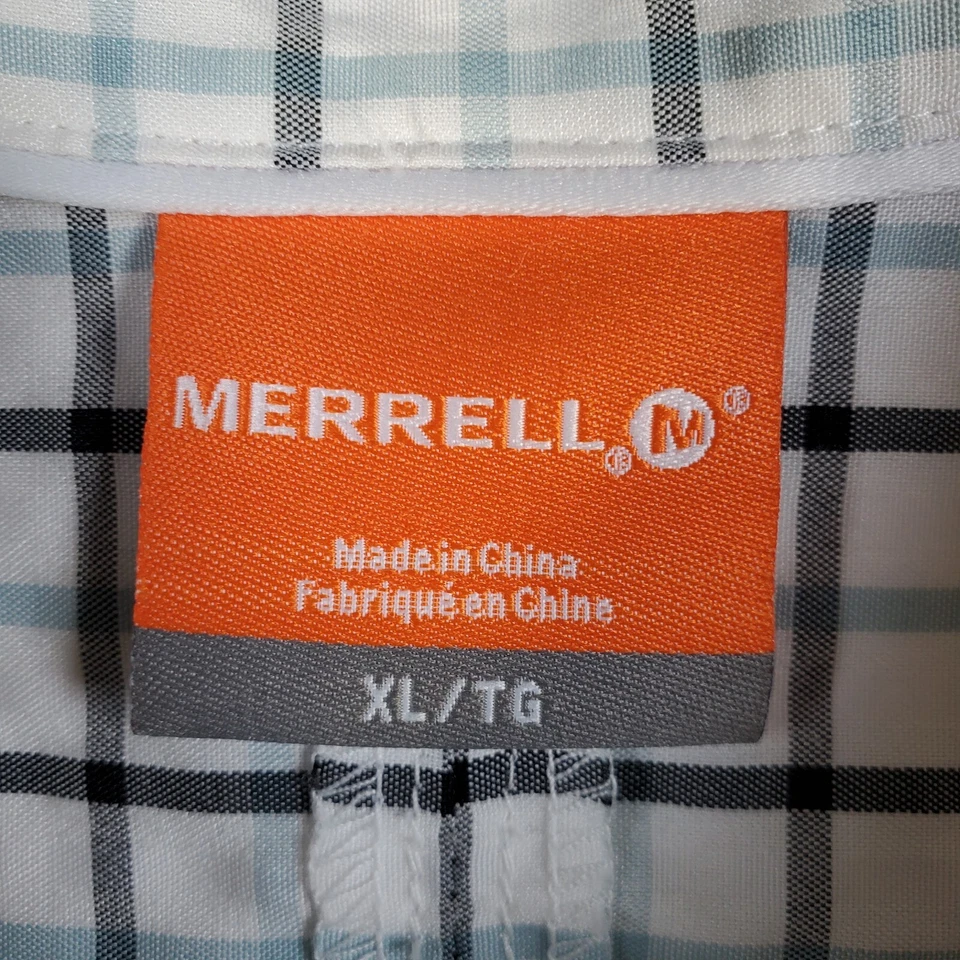 MERRELL® M®
Made in China
Fabriqué en Chine
XL/TG